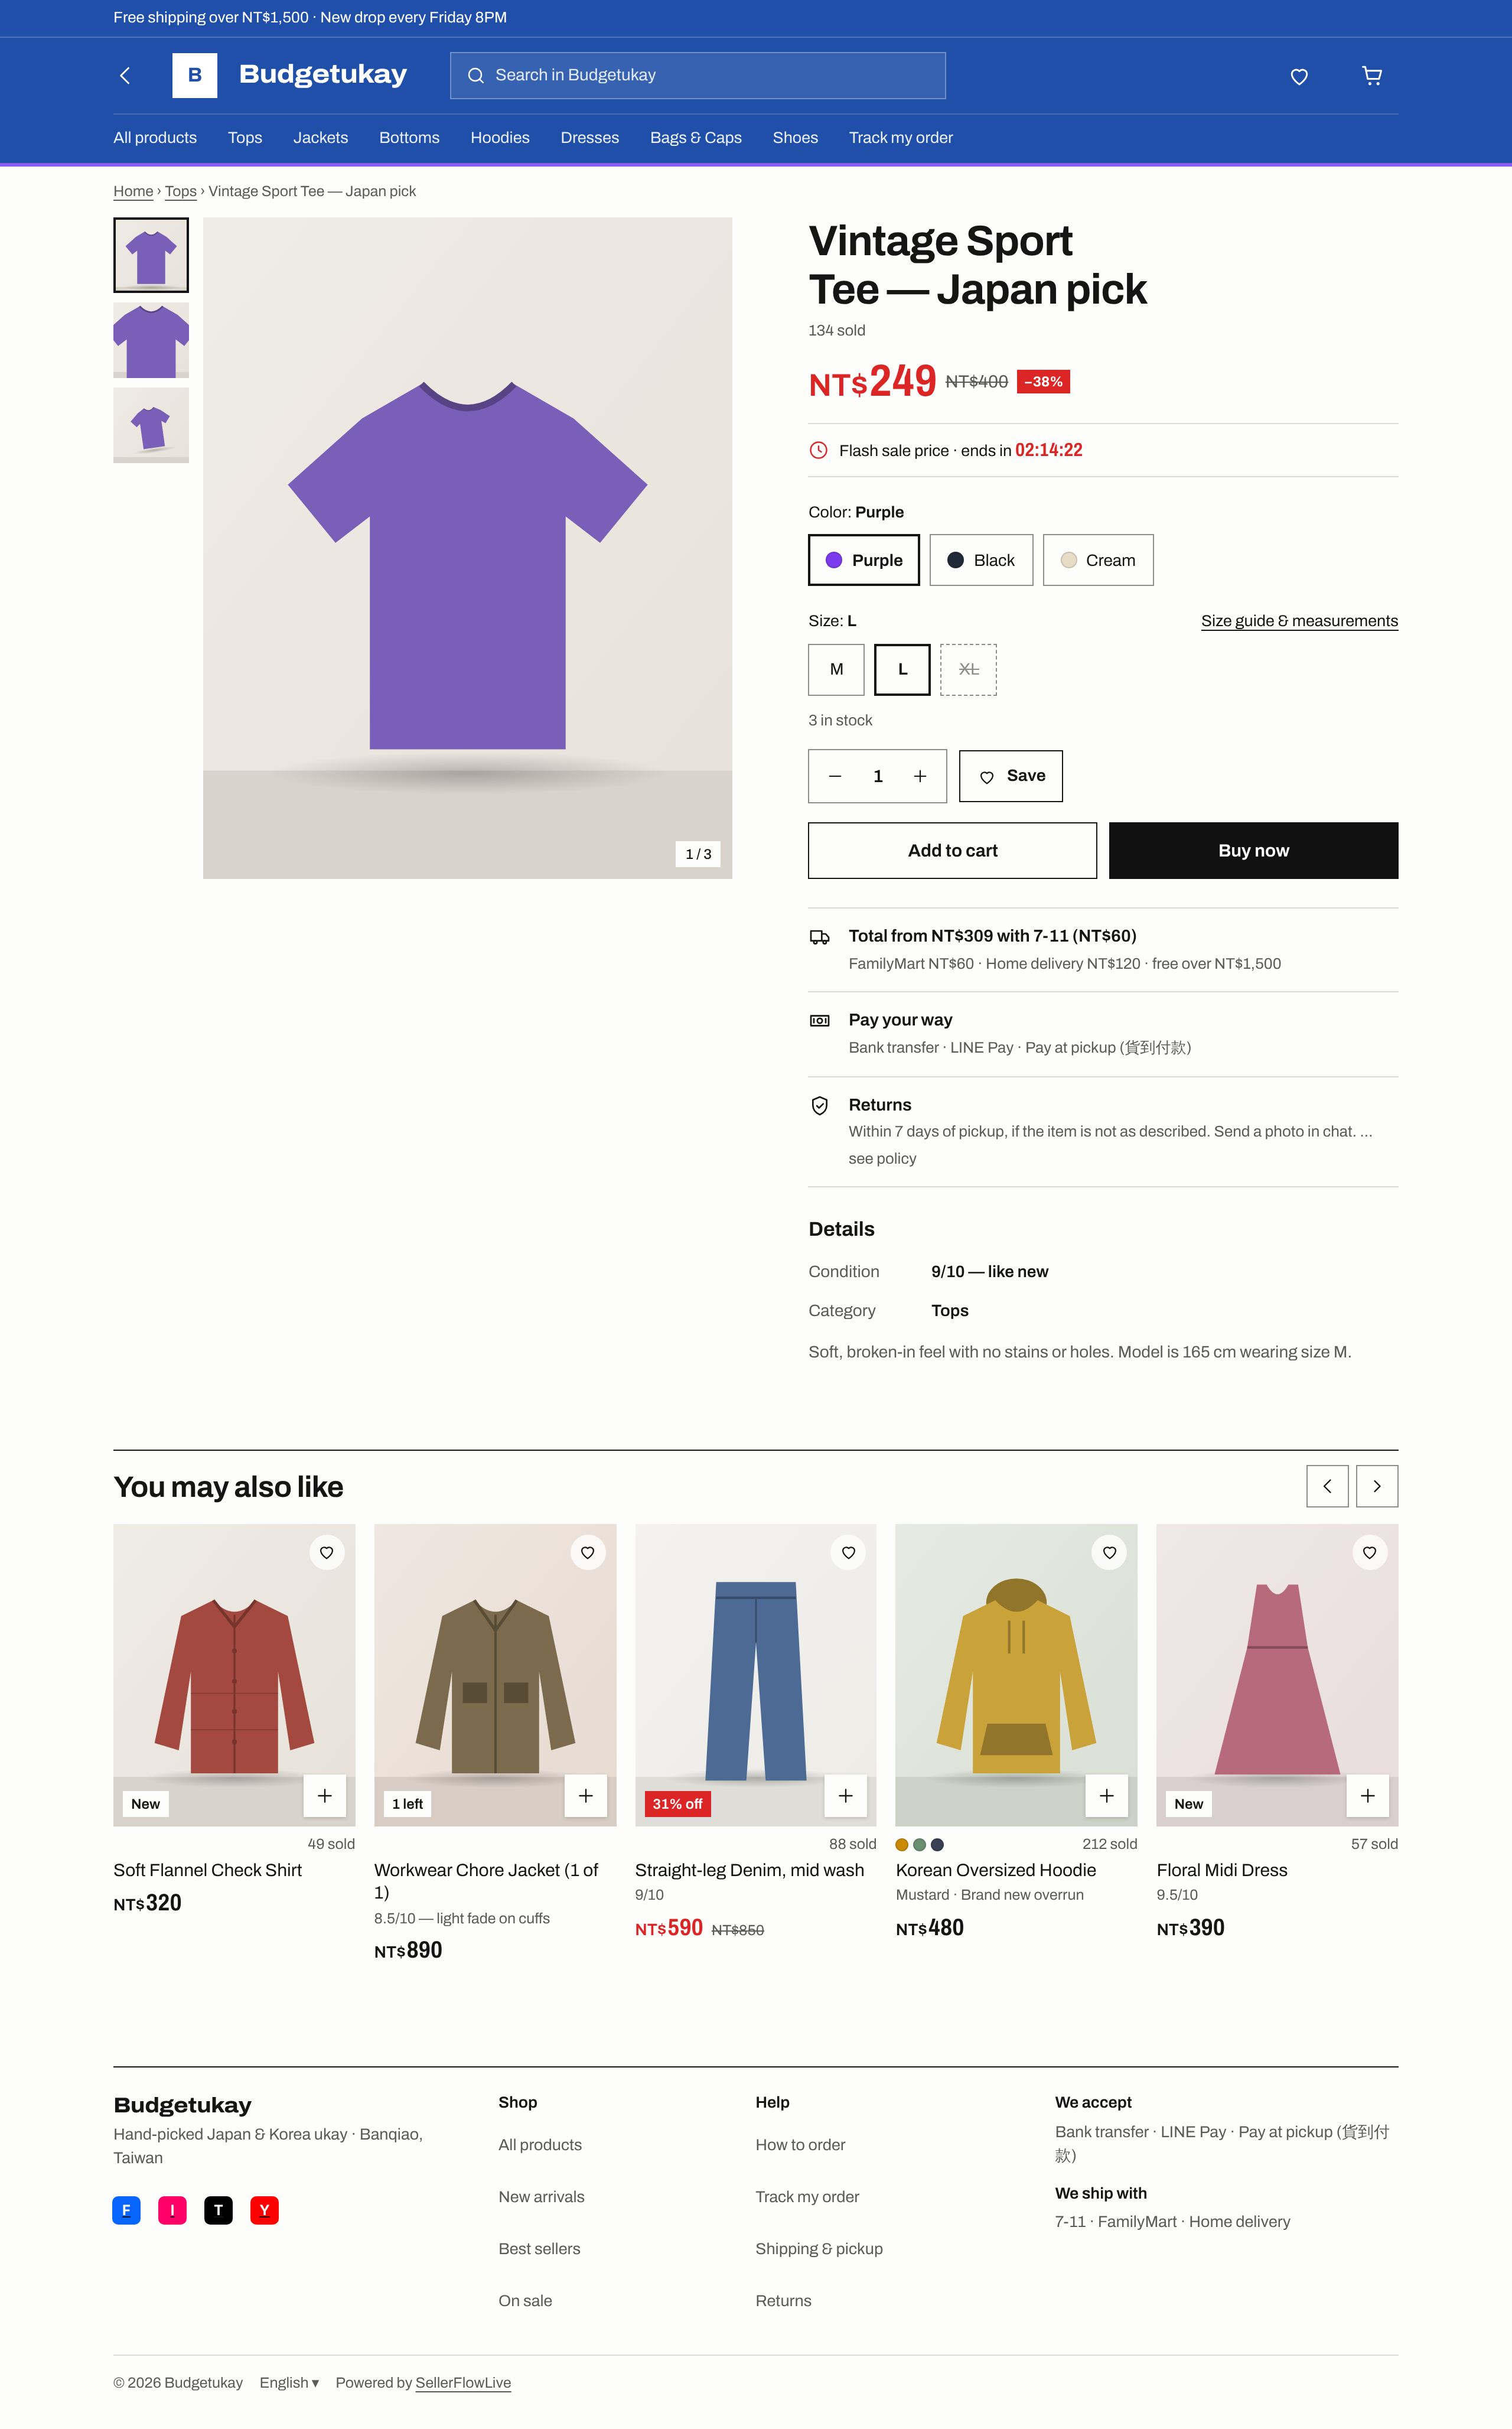 Free shipping over NT$1,500 · New drop every Friday 8PM
B
Budgetukay
Search in Budgetukay
All products Tops Jackets Bottoms Hoodies Dresses Bags & Caps Shoes Track my order
Home › Tops › Vintage Sport Tee — Japan pick
1 / 3
Vintage Sport
Tee — Japan pick
134 sold
NT$249 NT$400 −38%
Flash sale price · ends in 02:14:22
Color: Purple
Purple Black Cream
Size: L Size guide & measurements
M L XL
3 in stock
− 1 + Save
Add to cart Buy now
Total from NT$309 with 7-11 (NT$60)
FamilyMart NT$60 · Home delivery NT$120 · free over NT$1,500
Pay your way
Bank transfer · LINE Pay · Pay at pickup (貨到付款)
Returns
Within 7 days of pickup, if the item is not as described. Send a photo in chat. …
see policy
Details
Condition 9/10 — like new
Category Tops
Soft, broken-in feel with no stains or holes. Model is 165 cm wearing size M.
You may also like
New
49 sold
Soft Flannel Check Shirt
NT$320
1 left
Workwear Chore Jacket (1 of
1)
8.5/10 — light fade on cuffs
NT$890
31% off
88 sold
Straight-leg Denim, mid wash
9/10
NT$590 NT$850
212 sold
Korean Oversized Hoodie
Mustard · Brand new overrun
NT$480
New
57 sold
Floral Midi Dress
9.5/10
NT$390
Budgetukay
Hand-picked Japan & Korea ukay · Banqiao,
Taiwan
F I T Y
Shop
All products
New arrivals
Best sellers
On sale
Help
How to order
Track my order
Shipping & pickup
Returns
We accept
Bank transfer · LINE Pay · Pay at pickup (貨到付
款)
We ship with
7-11 · FamilyMart · Home delivery
© 2026 Budgetukay English ▾ Powered by SellerFlowLive